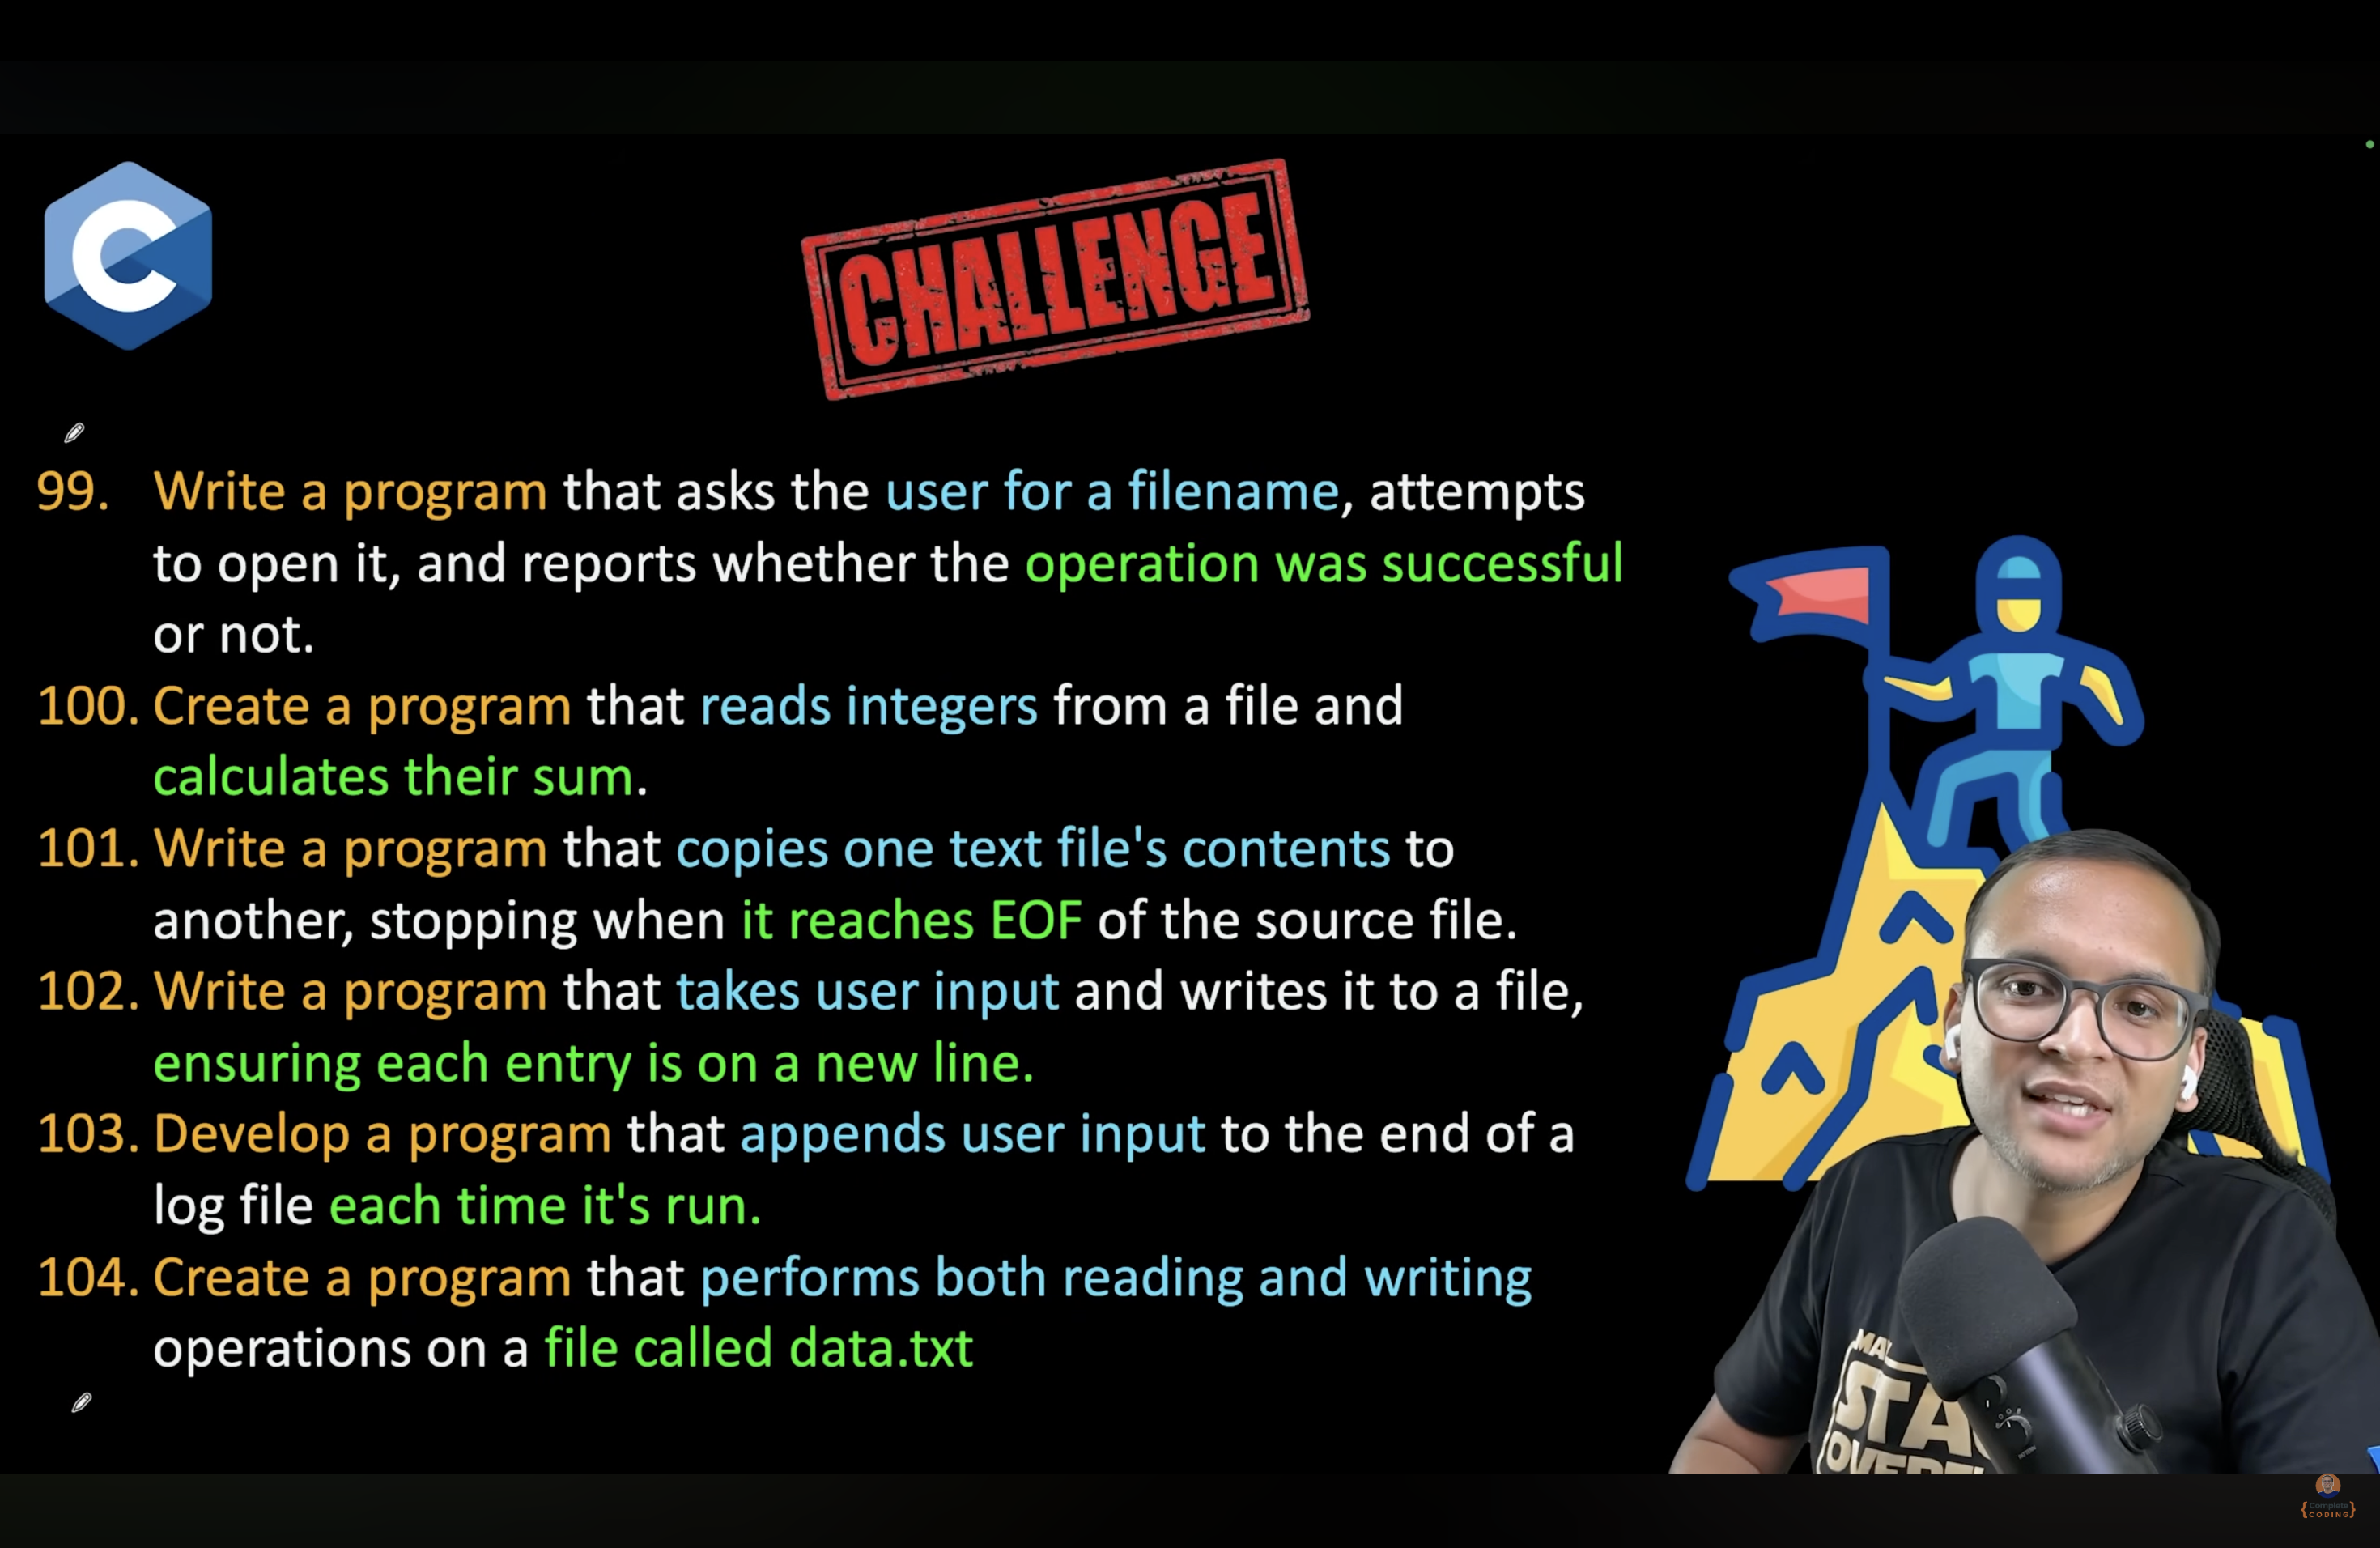 C
CHALLENGE
99. Write a program that asks the user for a filename, attempts
to open it, and reports whether the operation was successful
or not.
100. Create a program that reads integers from a file and
calculates their sum.
101. Write a program that copies one text file's contents to
another, stopping when it reaches EOF of the source file.
102. Write a program that takes user input and writes it to a file,
ensuring each entry is on a new line.
103. Develop a program that appends user input to the end of a
log file each time it's run.
104. Create a program that performs both reading and writing
operations on a file called data.txt
MAY
STA
OVERF
{Complete
CODING}